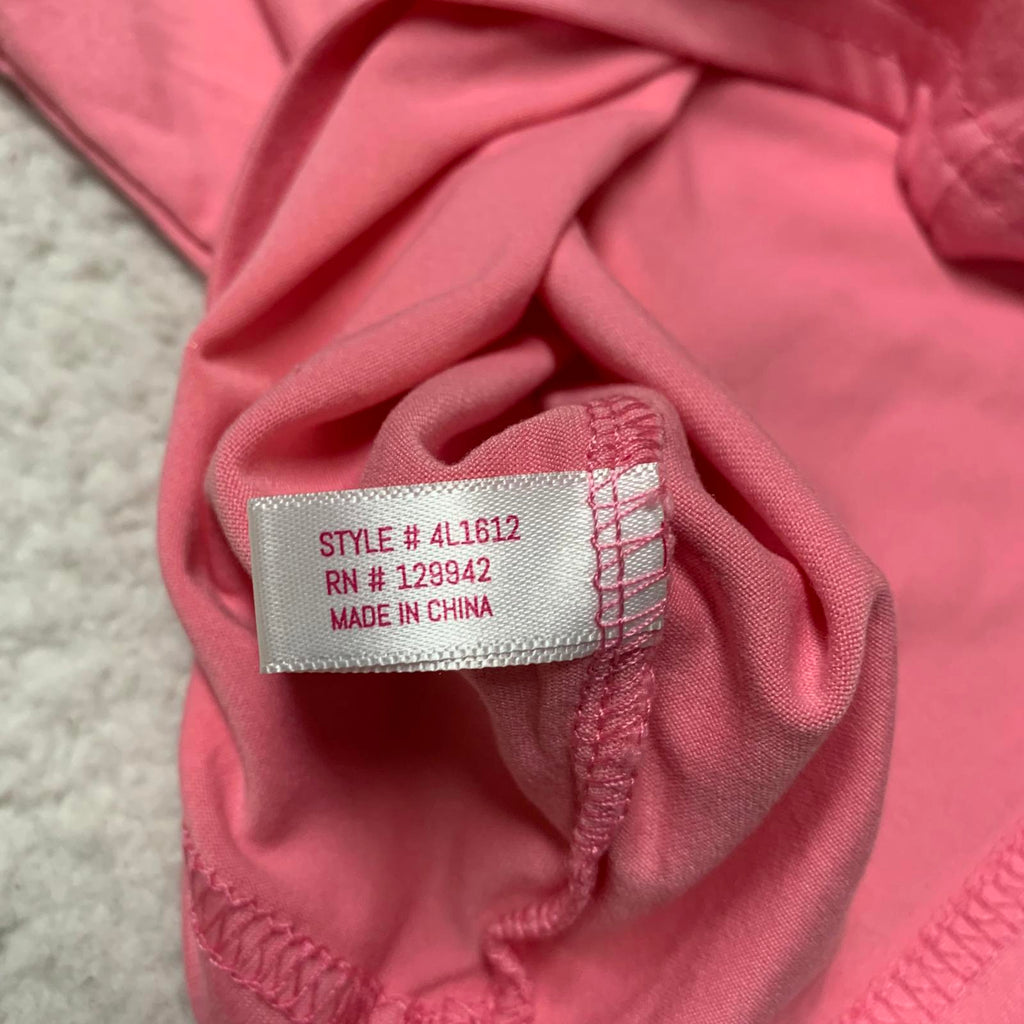 STYLE # 4L1612
RN # 129942
MADE IN CHINA